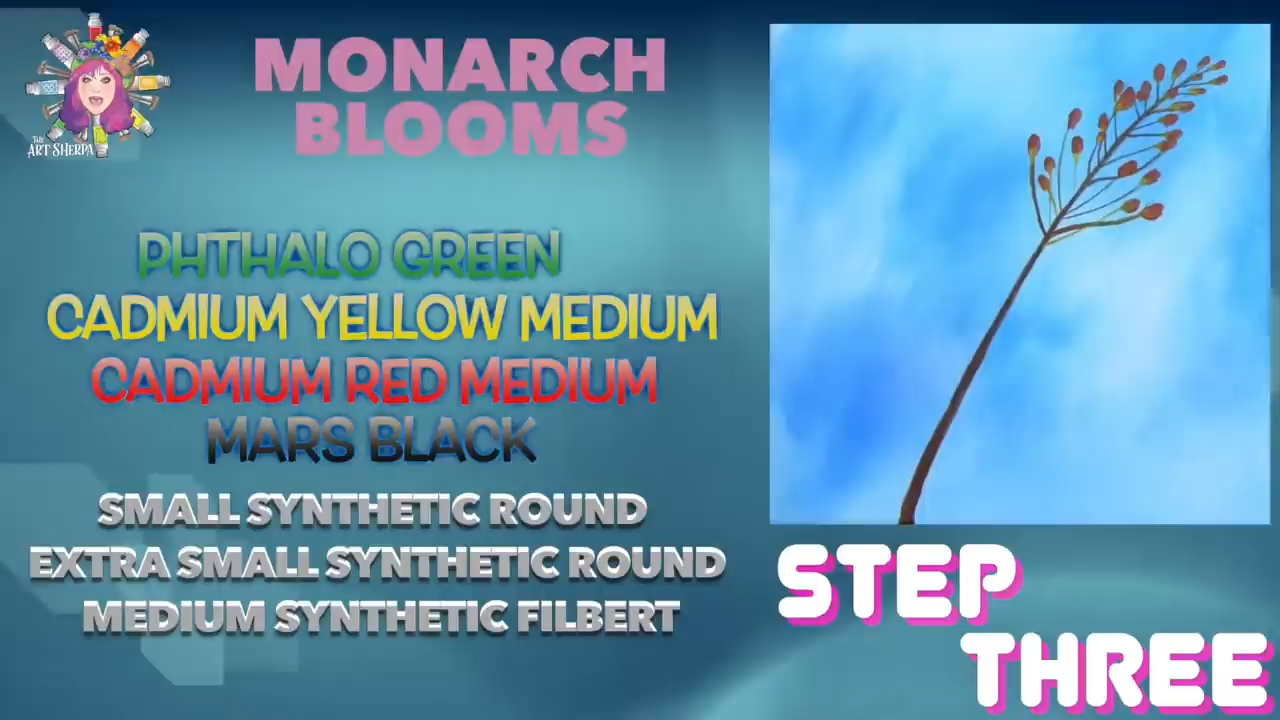 THE
ART SHERPA
MONARCH
BLOOMS
PHTHALO GREEN
CADMIUM YELLOW MEDIUM
CADMIUM RED MEDIUM
MARS BLACK
SMALL SYNTHETIC ROUND
EXTRA SMALL SYNTHETIC ROUND
MEDIUM SYNTHETIC FILBERT
STEP
THREE